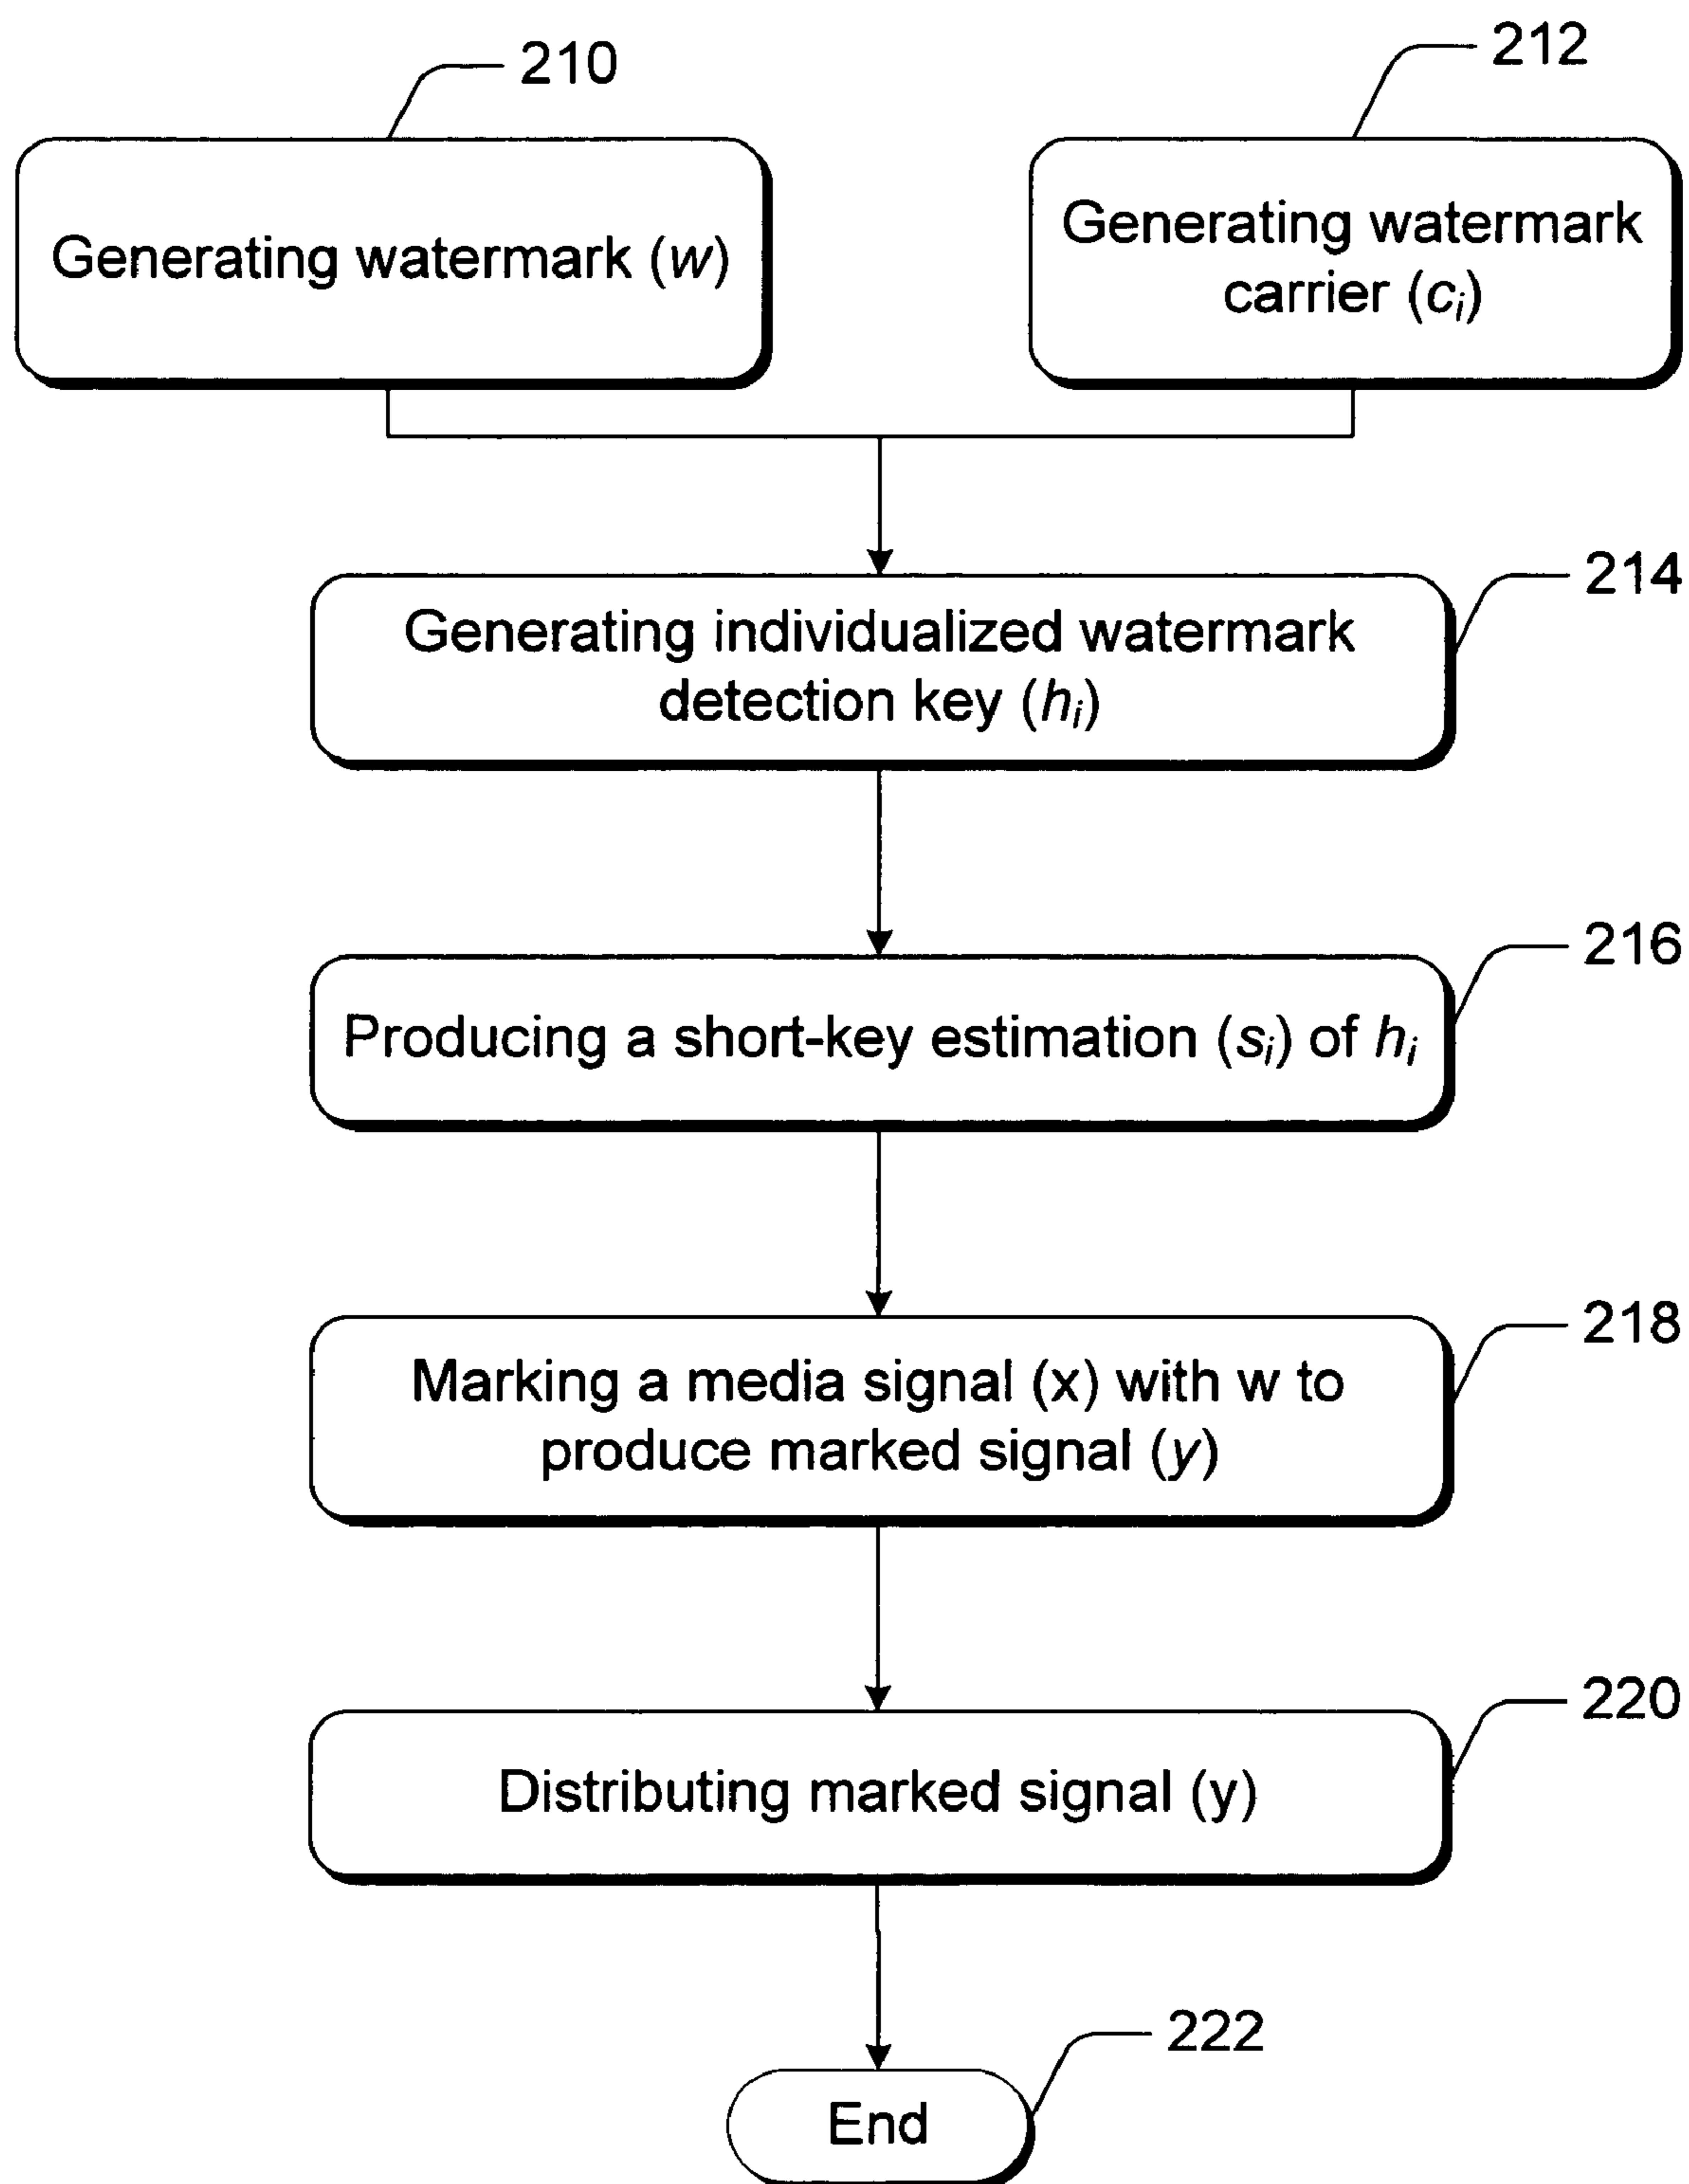 210
212
Generating watermark (w)
Generating watermark
carrier (cᵢ)
214
Generating individualized watermark
detection key (hᵢ)
216
Producing a short-key estimation (sᵢ) of hᵢ
218
Marking a media signal (x) with w to
produce marked signal (y)
220
Distributing marked signal (y)
222
End